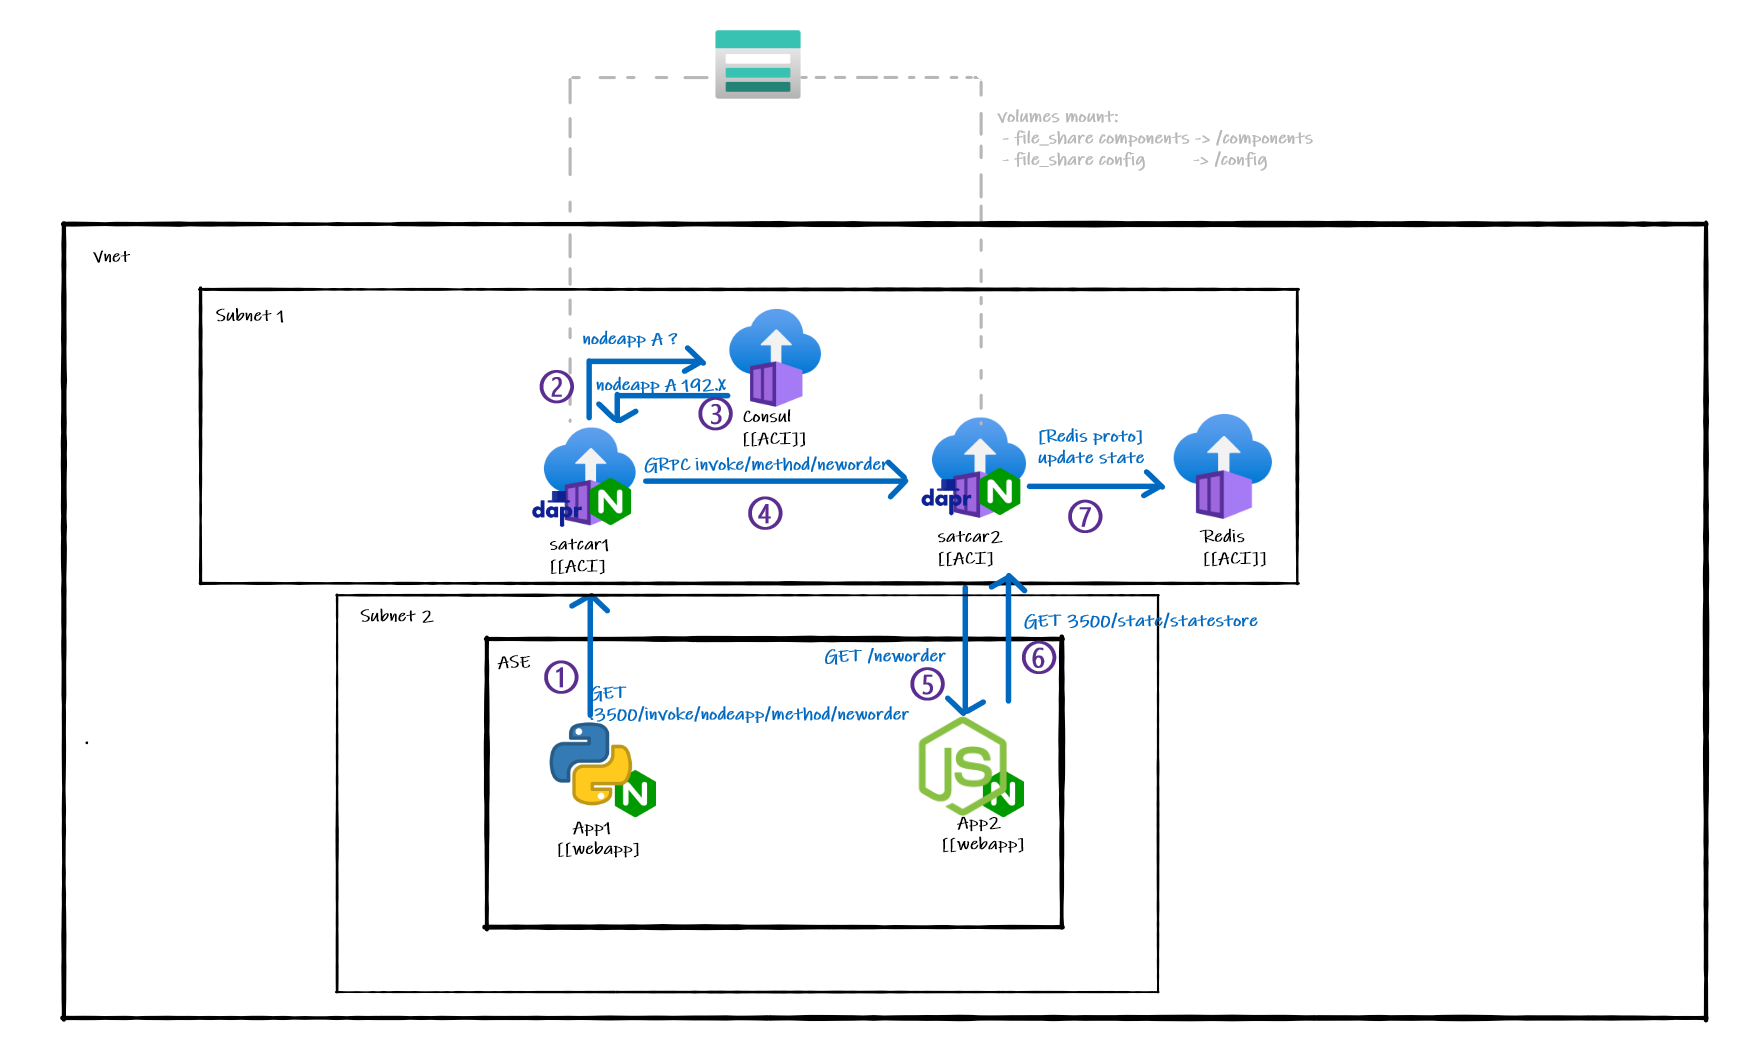 volumes mount:
- file_share components -> /components
- file_share config -> /config
Vnet
Subnet 1
nodeapp A ?
2
nodeapp A 192.X
3
Consul
[[ACI]]
GRPC invoke/method/neworder
4
[Redis proto]
update state
7
dapr
N
satcar1
[[ACI]
dapr
N
satcar2
[[ACI]
Redis
[[ACI]]
Subnet 2
GET 3500/state/statestore
ASE
1
GET /neworder
5
6
GET
3500/invoke/nodeapp/method/neworder
N
App1
[[webapp]
JS
N
App2
[[webapp]